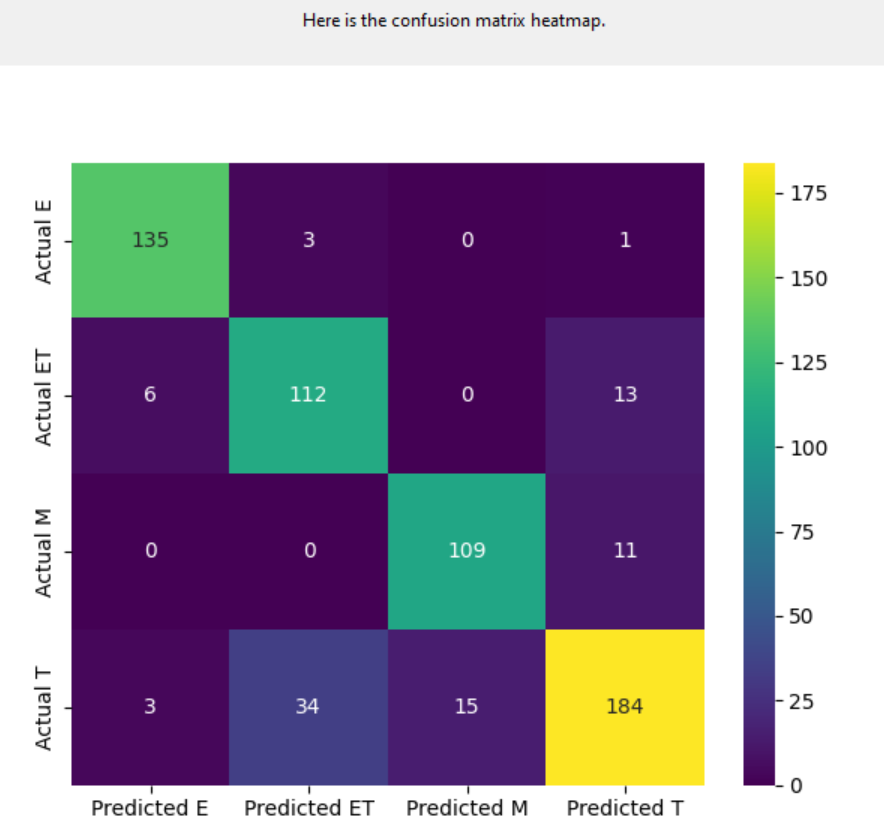 Here is the confusion matrix heatmap.
Actual E
135 3 0 1
Actual ET
6 112 0 13
Actual M
0 0 109 11
Actual T
3 34 15 184
Predicted E Predicted ET Predicted M Predicted T
175
150
125
100
75
50
25
0